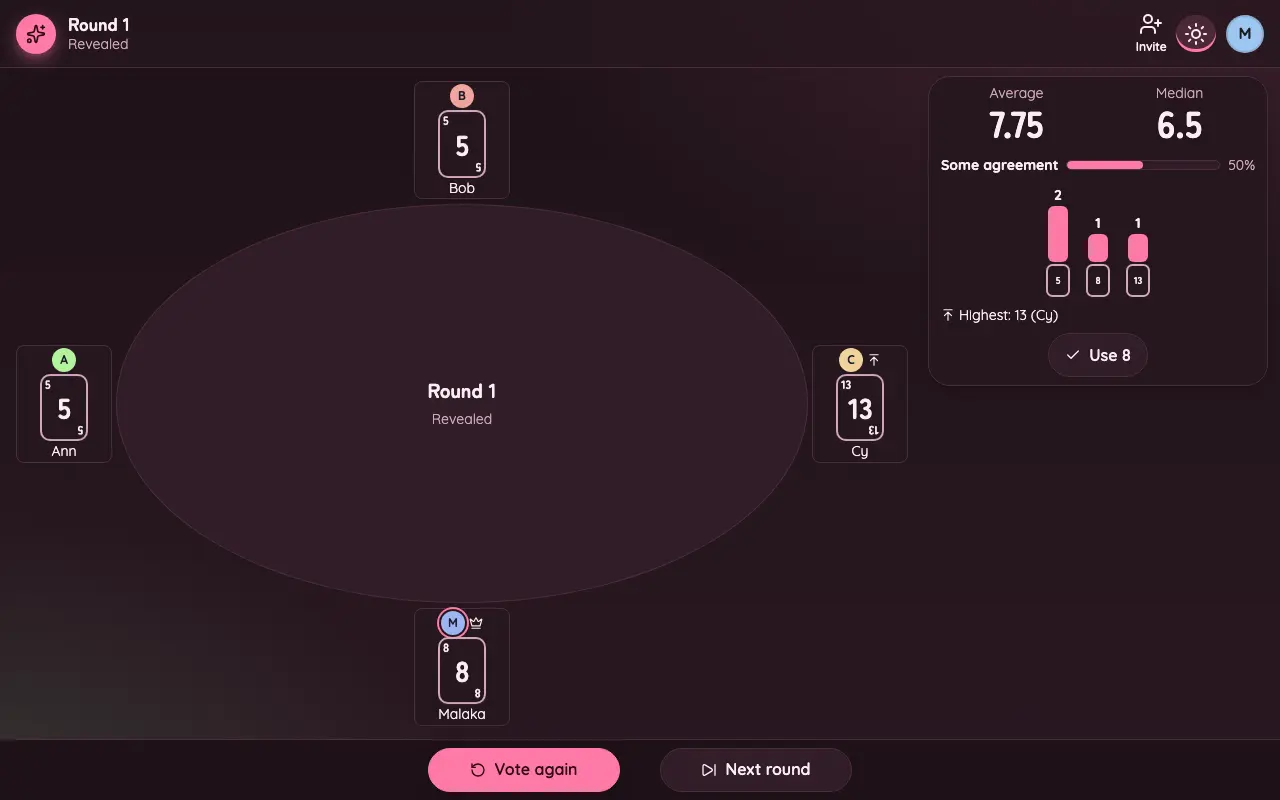 Round 1
Revealed
Invite
M
B
5
5
5
Bob
A
5
5
5
Ann
Round 1
Revealed
C
13
13
13
Cy
M
8
8
8
Malaka
Average
7.75
Median
6.5
Some agreement
50%
2
1
1
5
8
13
Highest: 13 (Cy)
Use 8
Vote again
Next round